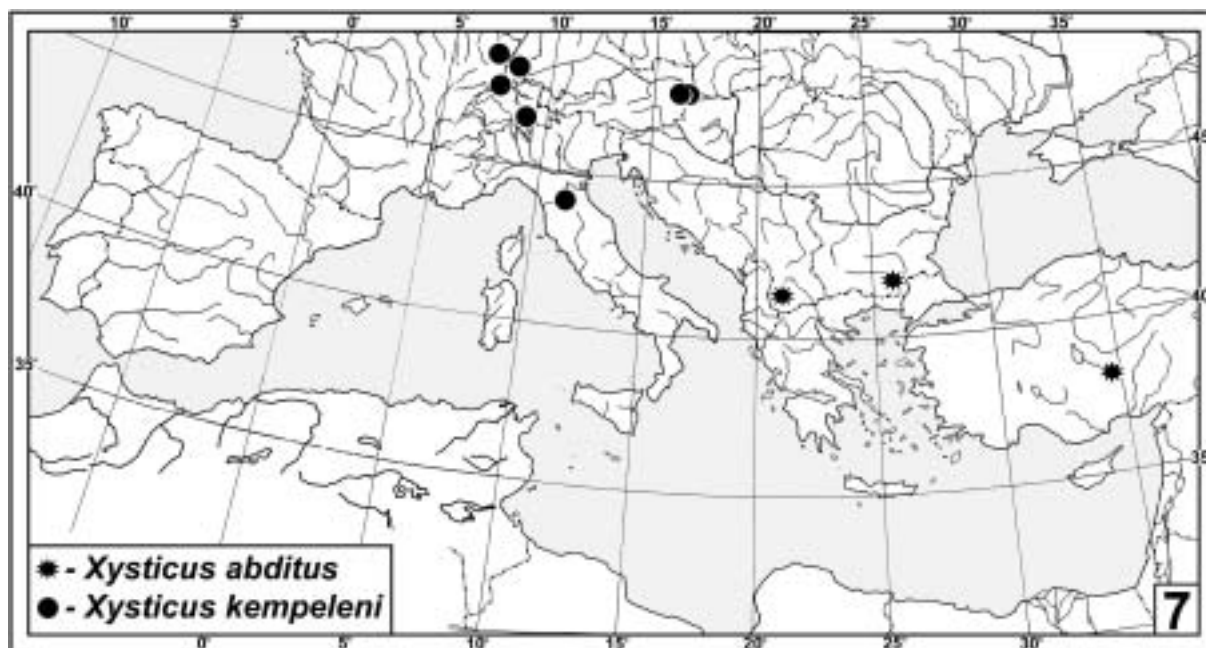 10° 5° 0° 5° 10° 15° 20° 25° 30° 35°
45°
40° 40°
35° 35°
✹ - Xysticus abditus
● - Xysticus kempeleni
7
0° 5° 10° 15° 20° 25° 30°